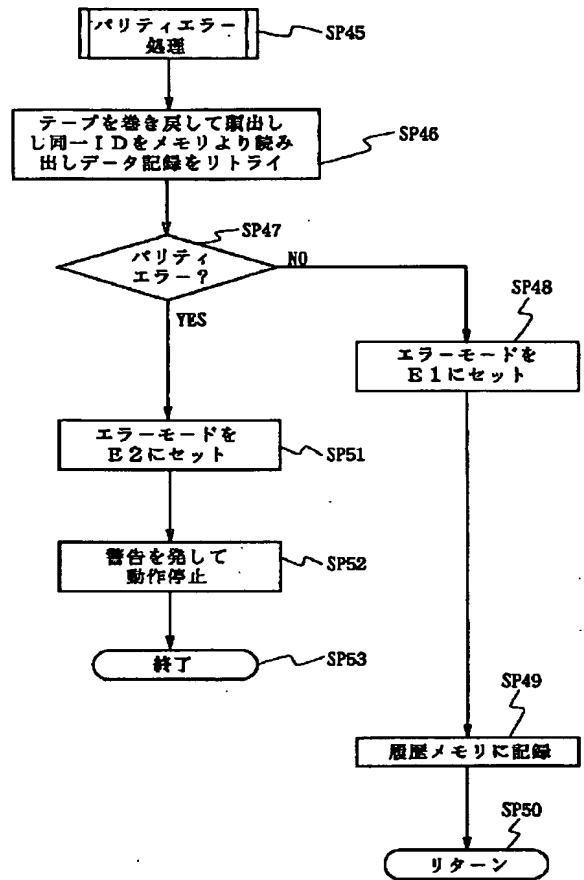 パリティエラー
処理
SP45
テープを巻き戻して頭出し
し同一IDをメモリより読み
出しデータ記録をリトライ
SP46
SP47
パリティ
エラー?
NO
YES
SP48
エラーモードを
E1にセット
エラーモードを
E2にセット
SP51
警告を発して
動作停止
SP52
終了
SP53
SP49
履歴メモリに記録
SP50
リターン